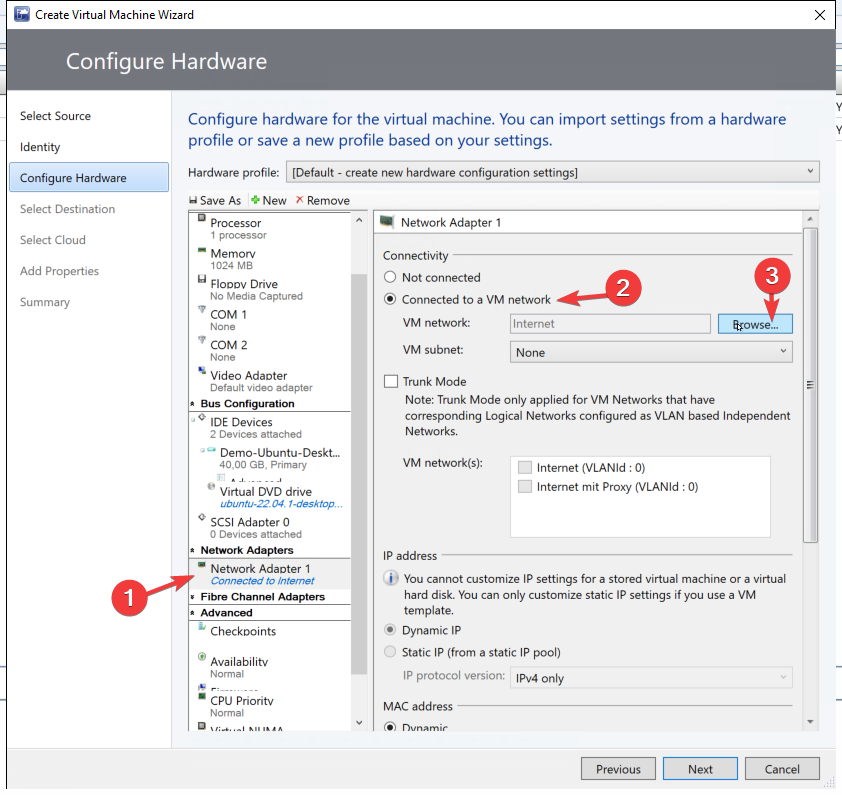 Create Virtual Machine Wizard
Configure Hardware
Select Source
Identity
Configure Hardware
Select Destination
Select Cloud
Add Properties
Summary
Configure hardware for the virtual machine. You can import settings from a hardware
profile or save a new profile based on your settings.
Hardware profile: [Default - create new hardware configuration settings]
Save As New Remove
Processor
1 processor
Memory
1024 MB
Floppy Drive
No Media Captured
COM 1
None
COM 2
None
Video Adapter
Default video adapter
Bus Configuration
IDE Devices
2 Devices attached
Demo-Ubuntu-Deskt...
40,00 GB, Primary
Advanced
Virtual DVD drive
ubuntu-22.04.1-desktop...
SCSI Adapter 0
0 Devices attached
Network Adapters
Network Adapter 1
Connected to Internet
Fibre Channel Adapters
Advanced
Checkpoints
Availability
Normal
Firmware
CPU Priority
Normal
Virtual NUMA
1
Network Adapter 1
Connectivity
Not connected
Connected to a VM network
2
3
VM network: Internet Browse...
VM subnet: None
Trunk Mode
Note: Trunk Mode only applied for VM Networks that have
corresponding Logical Networks configured as VLAN based Independent
Networks.
VM network(s): Internet (VLANId : 0)
Internet mit Proxy (VLANId : 0)
IP address
You cannot customize IP settings for a stored virtual machine or a virtual
hard disk. You can only customize static IP settings if you use a VM
template.
Dynamic IP
Static IP (from a static IP pool)
IP protocol version: IPv4 only
MAC address
Dynamic
Previous Next Cancel
Y
Y